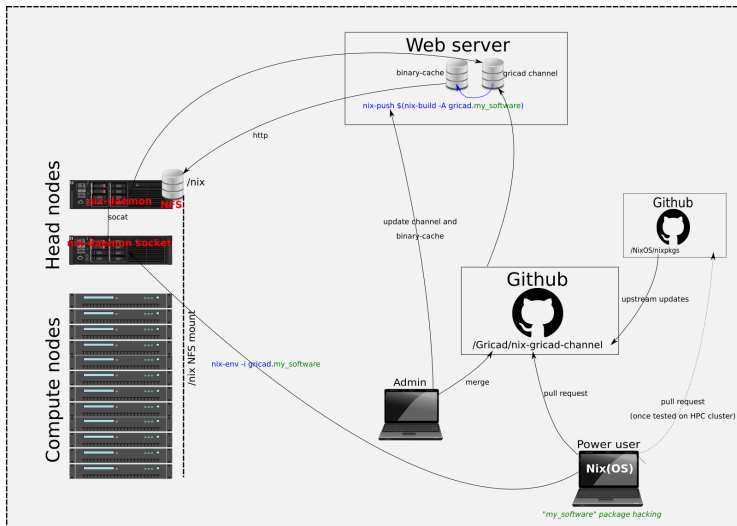 Web server
binary-cache
gricad channel
nix-push $(nix-build -A gricad.my_software)
http
/nix
nix-daemon
NFS
socat
nix-daemon socket
Head nodes
Compute nodes
/nix NFS mount
nix-env -i gricad.my_software
update channel and
binary-cache
Github
/NixOS/nixpkgs
Github
/Gricad/nix-gricad-channel
upstream updates
Admin
merge
pull request
pull request
(once tested on HPC cluster)
Power user
Nix(OS)
"my_software" package hacking